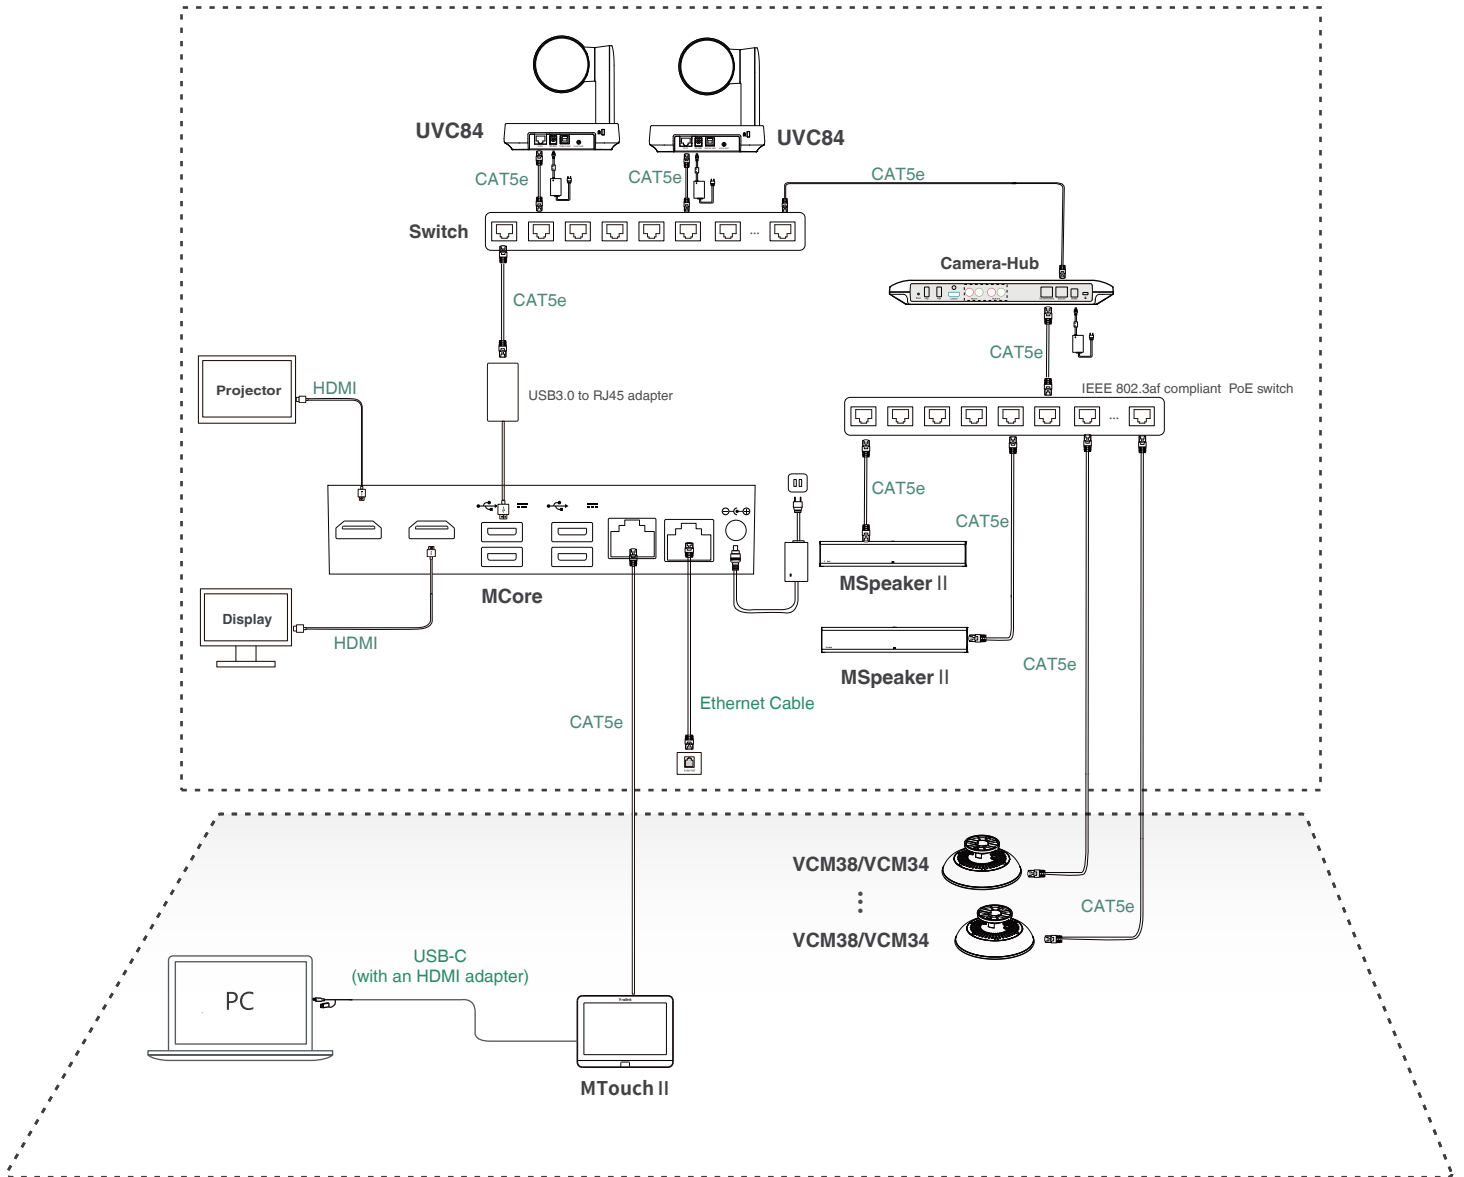 UVC84
UVC84
CAT5e
CAT5e
CAT5e
Switch
...
Camera-Hub
CAT5e
CAT5e
Projector
HDMI
USB3.0 to RJ45 adapter
IEEE 802.3af compliant PoE switch
...
CAT5e
CAT5e
MCore
MSpeaker II
Display
HDMI
CAT5e
MSpeaker II
Ethernet Cable
CAT5e
VCM38/VCM34
CAT5e
VCM38/VCM34
USB-C
(with an HDMI adapter)
PC
Yealink
MTouch II